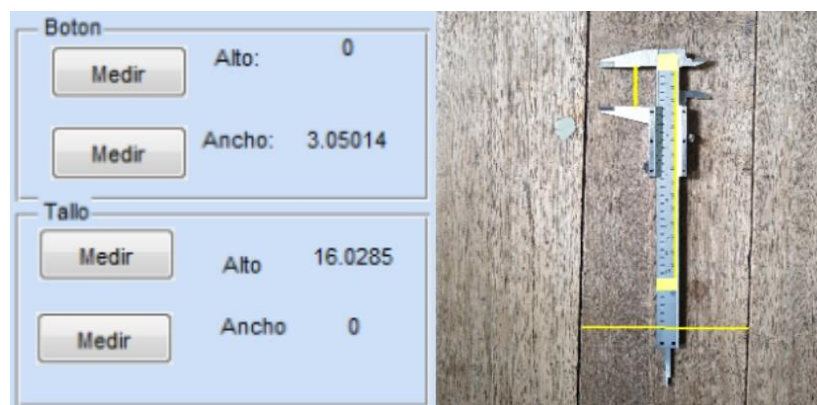 Boton
Medir Alto: 0
Medir Ancho: 3.05014
Tallo
Medir Alto 16.0285
Medir Ancho 0